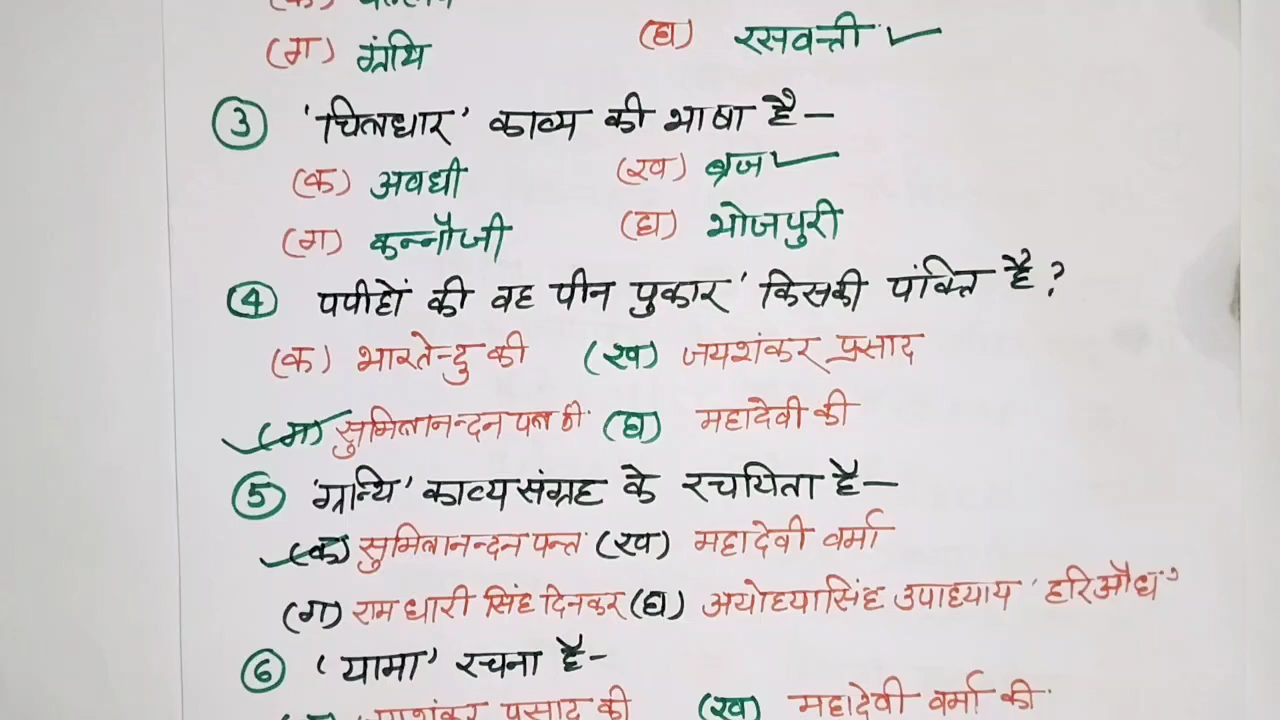 (ग) ग्रंथि (घ) रसवन्ती
3 'चित्रधार' काव्य की भाषा है–
(क) अवधी (ख) ब्रज
(ग) कन्नौजी (घ) भोजपुरी
4 पपीहों की वह पीन पुकार' किसकी पंक्ति है?
(क) भारतेन्दु की (ख) जयशंकर प्रसाद
(ग) सुमित्रानन्दन पन्त की (घ) महादेवी की
5 'ग्रन्थि' काव्यसंग्रह के रचयिता है–
(क) सुमित्रानन्दन पन्त (ख) महादेवी वर्मा
(ग) रामधारी सिंह दिनकर (घ) अयोध्यासिंह उपाध्याय 'हरिऔध'
6 'यामा' रचना है–
प्रसाद की (ख) महादेवी वर्मा की